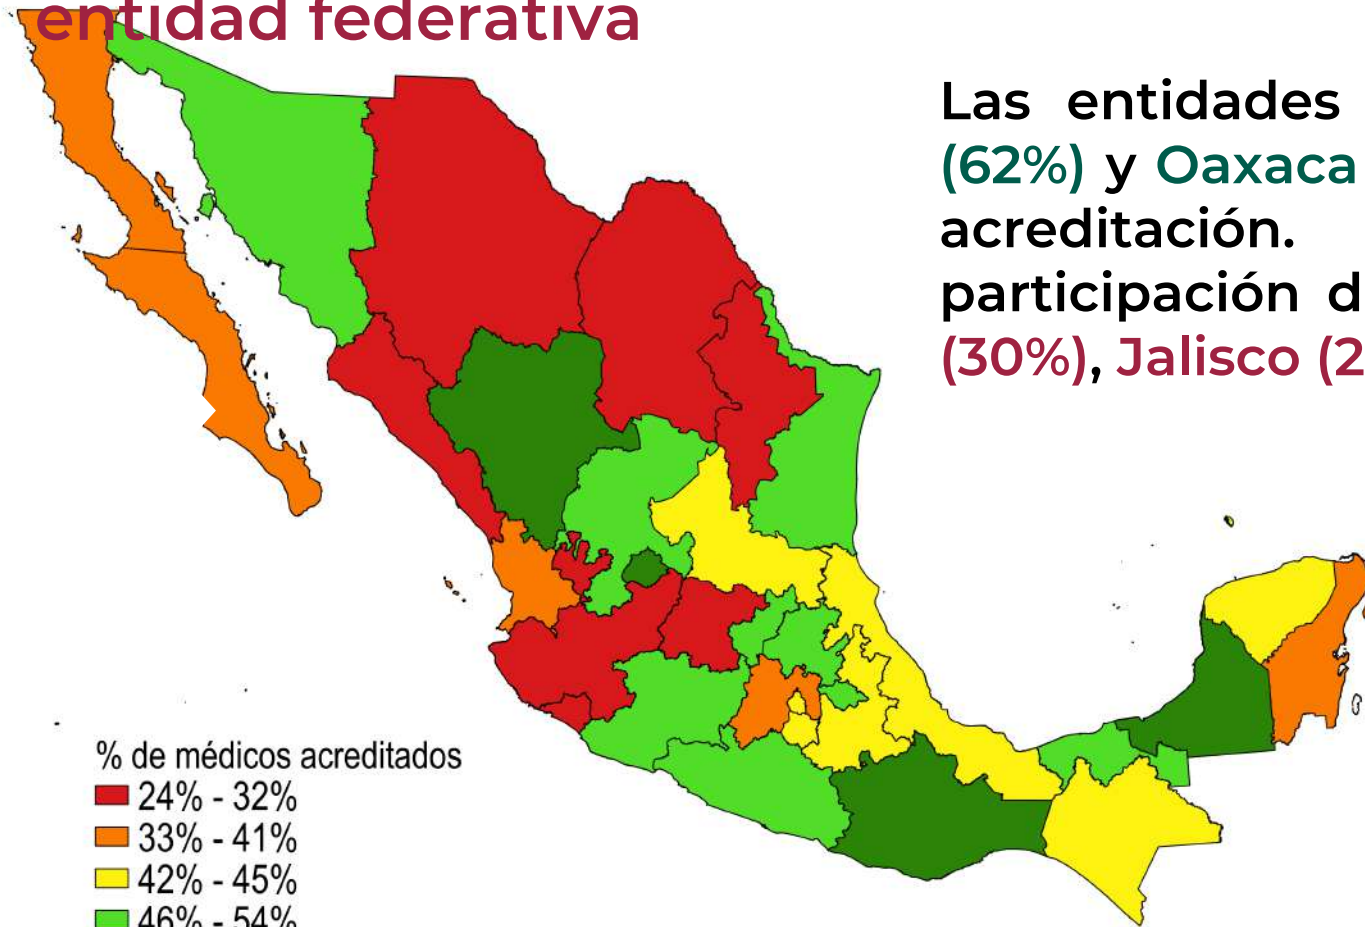 entidad federativa
Las entidades
(62%) y Oaxaca
acreditación.
participación d
(30%), Jalisco (2
% de médicos acreditados
24% - 32%
33% - 41%
42% - 45%
46% - 54%